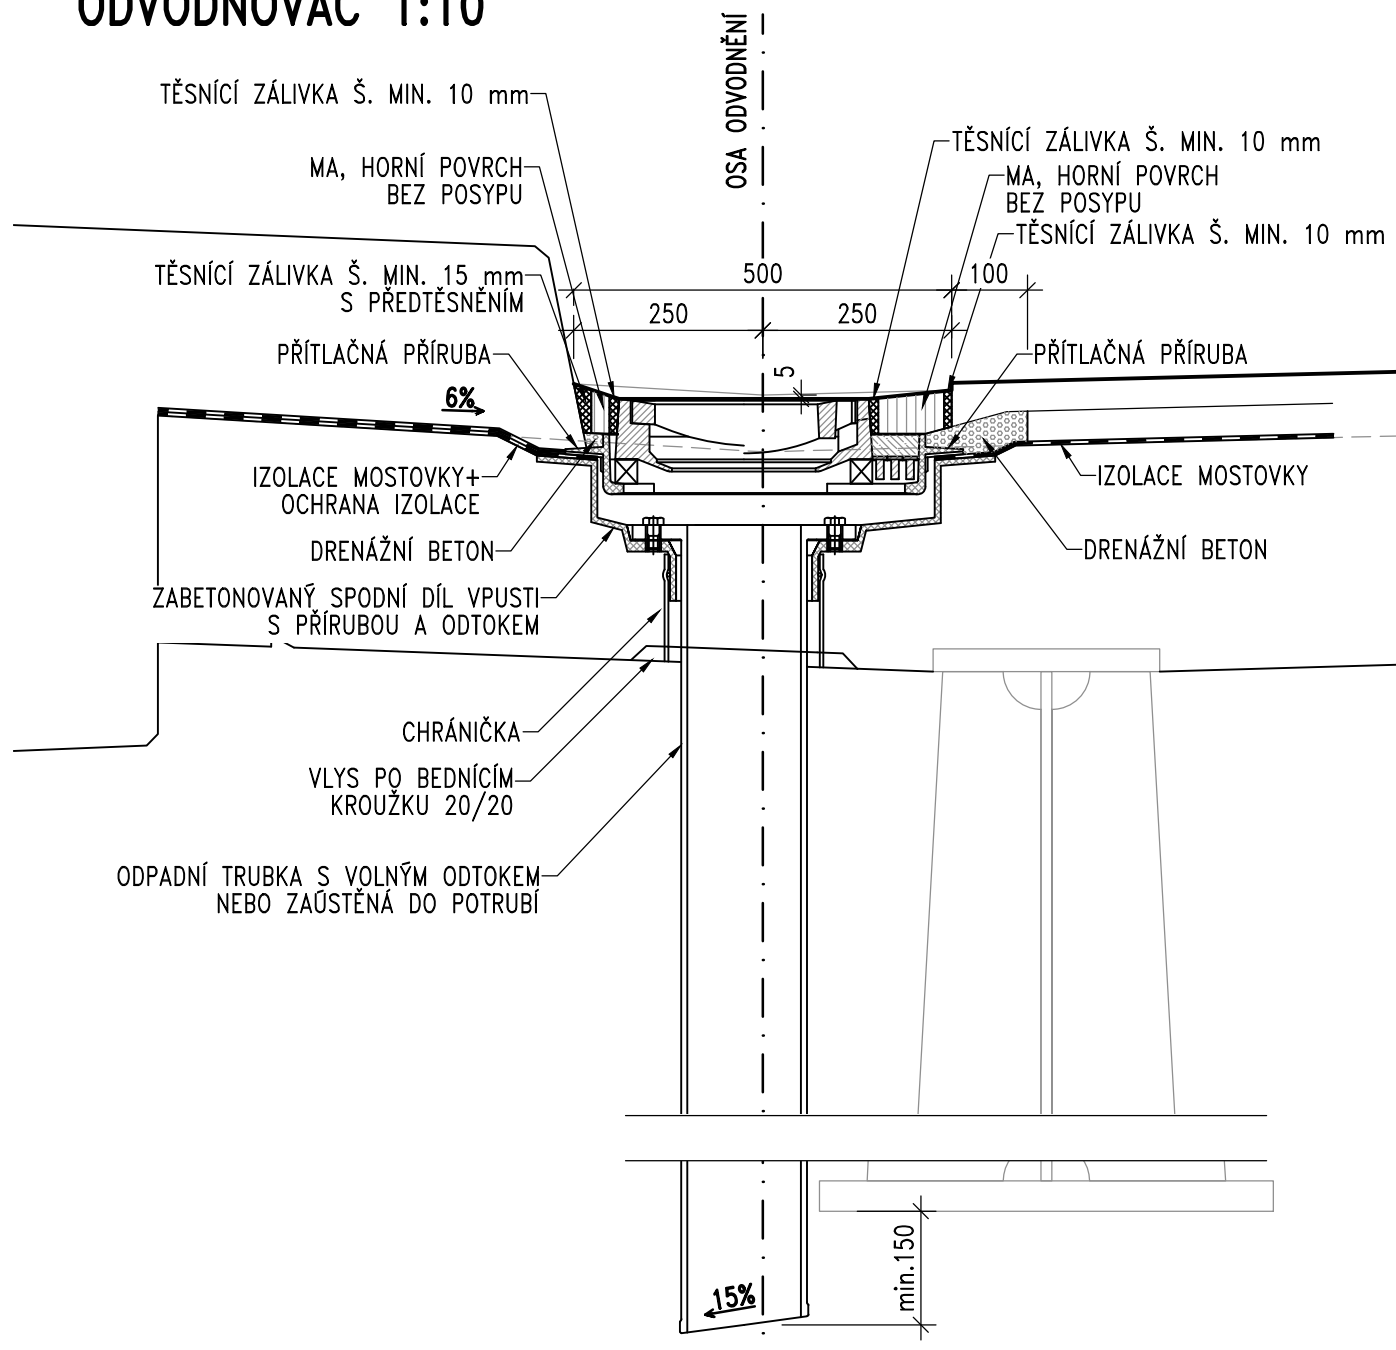 ODVODŇOVAČ 1:10
OSA ODVODNĚNÍ
TĚSNÍCÍ ZÁLIVKA Š. MIN. 10 mm
MA, HORNÍ POVRCH
BEZ POSYPU
TĚSNÍCÍ ZÁLIVKA Š. MIN. 15 mm
S PŘEDTĚSNĚNÍM
PŘÍTLAČNÁ PŘÍRUBA
6%
IZOLACE MOSTOVKY+
OCHRANA IZOLACE
DRENÁŽNÍ BETON
ZABETONOVANÝ SPODNÍ DÍL VPUSTI
S PŘÍRUBOU A ODTOKEM
CHRÁNIČKA
VLYS PO BEDNÍCÍM
KROUŽKU 20/20
ODPADNÍ TRUBKA S VOLNÝM ODTOKEM
NEBO ZAÚSTĚNÁ DO POTRUBÍ
TĚSNÍCÍ ZÁLIVKA Š. MIN. 10 mm
MA, HORNÍ POVRCH
BEZ POSYPU
TĚSNÍCÍ ZÁLIVKA Š. MIN. 10 mm
500
100
250
250
5
PŘÍTLAČNÁ PŘÍRUBA
IZOLACE MOSTOVKY
DRENÁŽNÍ BETON
min.150
15%